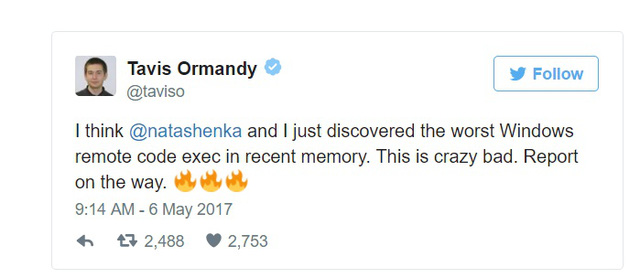 Tavis Ormandy
@taviso
Follow
I think @natashenka and I just discovered the worst Windows
remote code exec in recent memory. This is crazy bad. Report
on the way. 🔥🔥🔥
9:14 AM - 6 May 2017
2,488 2,753